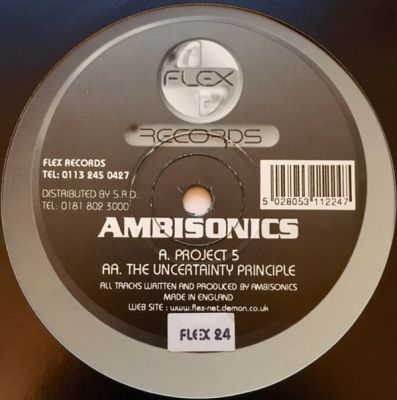 FLEX
RECORDS
FLEX RECORDS
TEL: 0113 245 0427
DISTRIBUTED BY S.R.D.
TEL: 0181 802 3000
5 028053 112247
AMBISONICS
A. PROJECT 5
AA. THE UNCERTAINTY PRINCIPLE
ALL TRACKS WRITTEN AND PRODUCED BY AMBISONICS
MADE IN ENGLAND
WEB SITE : www.flex-net.demon.co.uk
FLEX 24